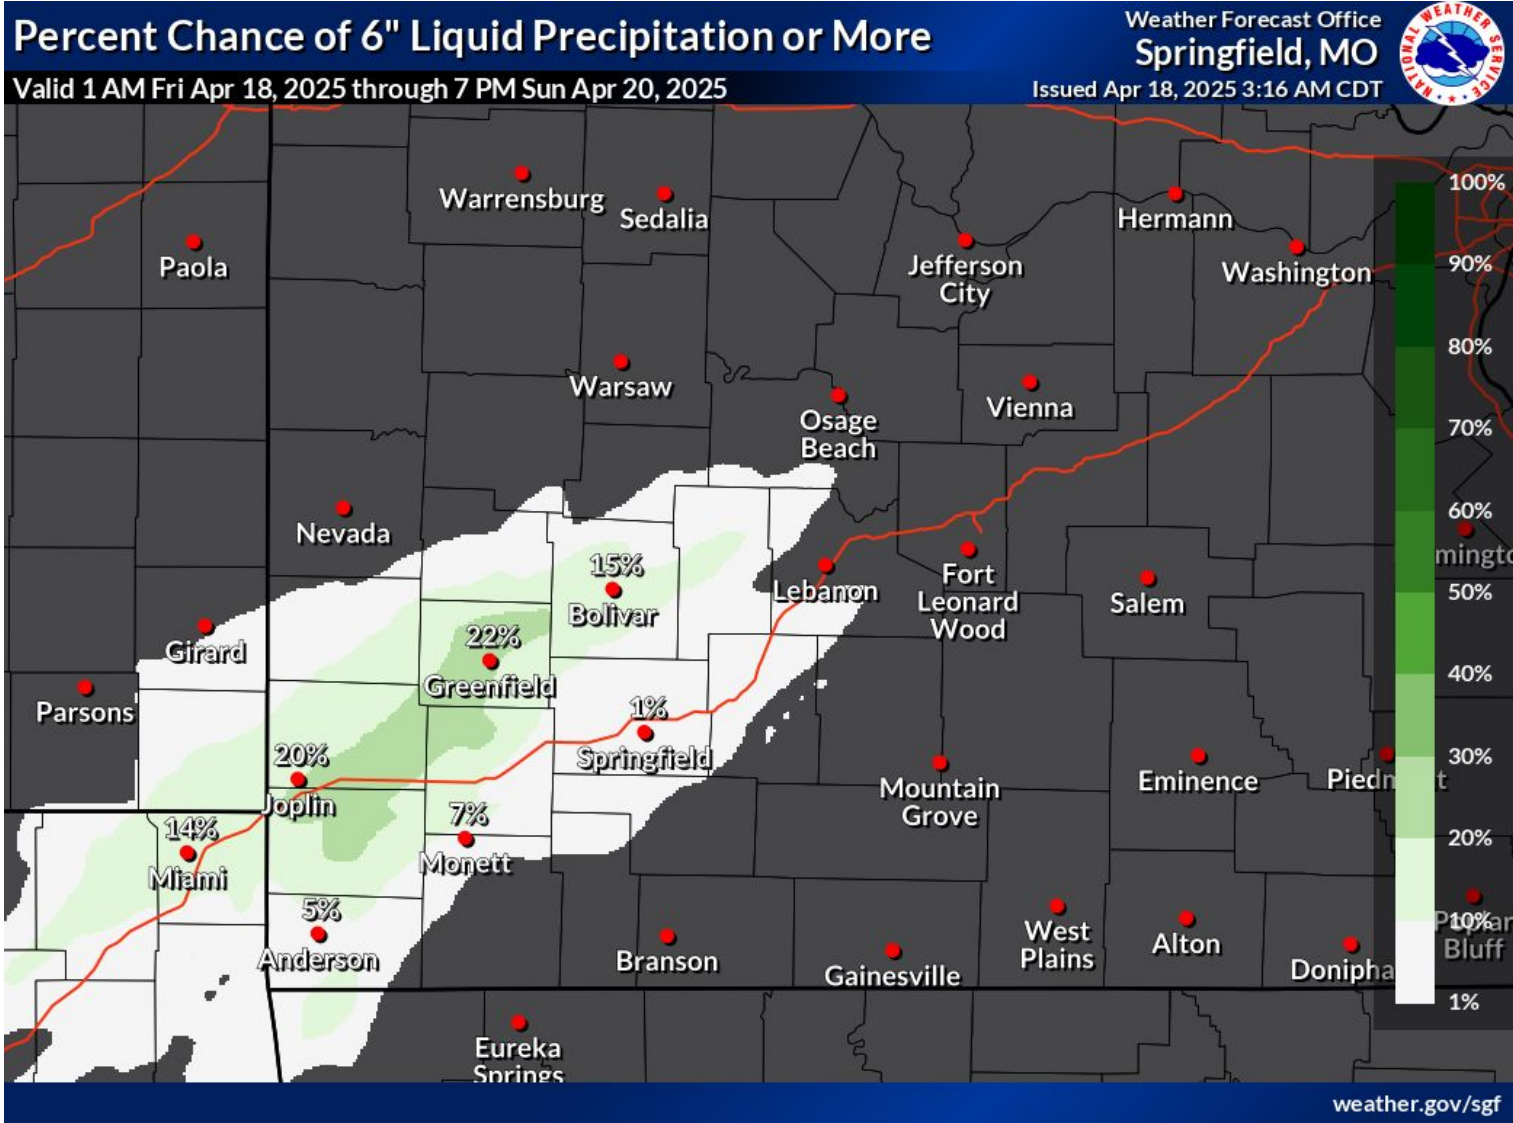 Percent Chance of 6" Liquid Precipitation or More
Valid 1 AM Fri Apr 18, 2025 through 7 PM Sun Apr 20, 2025
Weather Forecast Office
Springfield, MO
Issued Apr 18, 2025 3:16 AM CDT
NATIONAL WEATHER SERVICE
Warrensburg
Sedalia
Hermann
Paola
Jefferson
City
Washington
Warsaw
Osage
Beach
Vienna
Nevada
15%
Bolivar
Lebanon
Fort
Leonard
Wood
Salem
Girard
22%
Greenfield
Parsons
1%
Springfield
20%
Joplin
Mountain
Grove
Eminence
7%
Monett
14%
Miami
5%
Anderson
Branson
Gainesville
West
Plains
Alton
Bluff
Eureka
Springs
100%
90%
80%
70%
60%
50%
40%
30%
20%
10%
1%
weather.gov/sgf